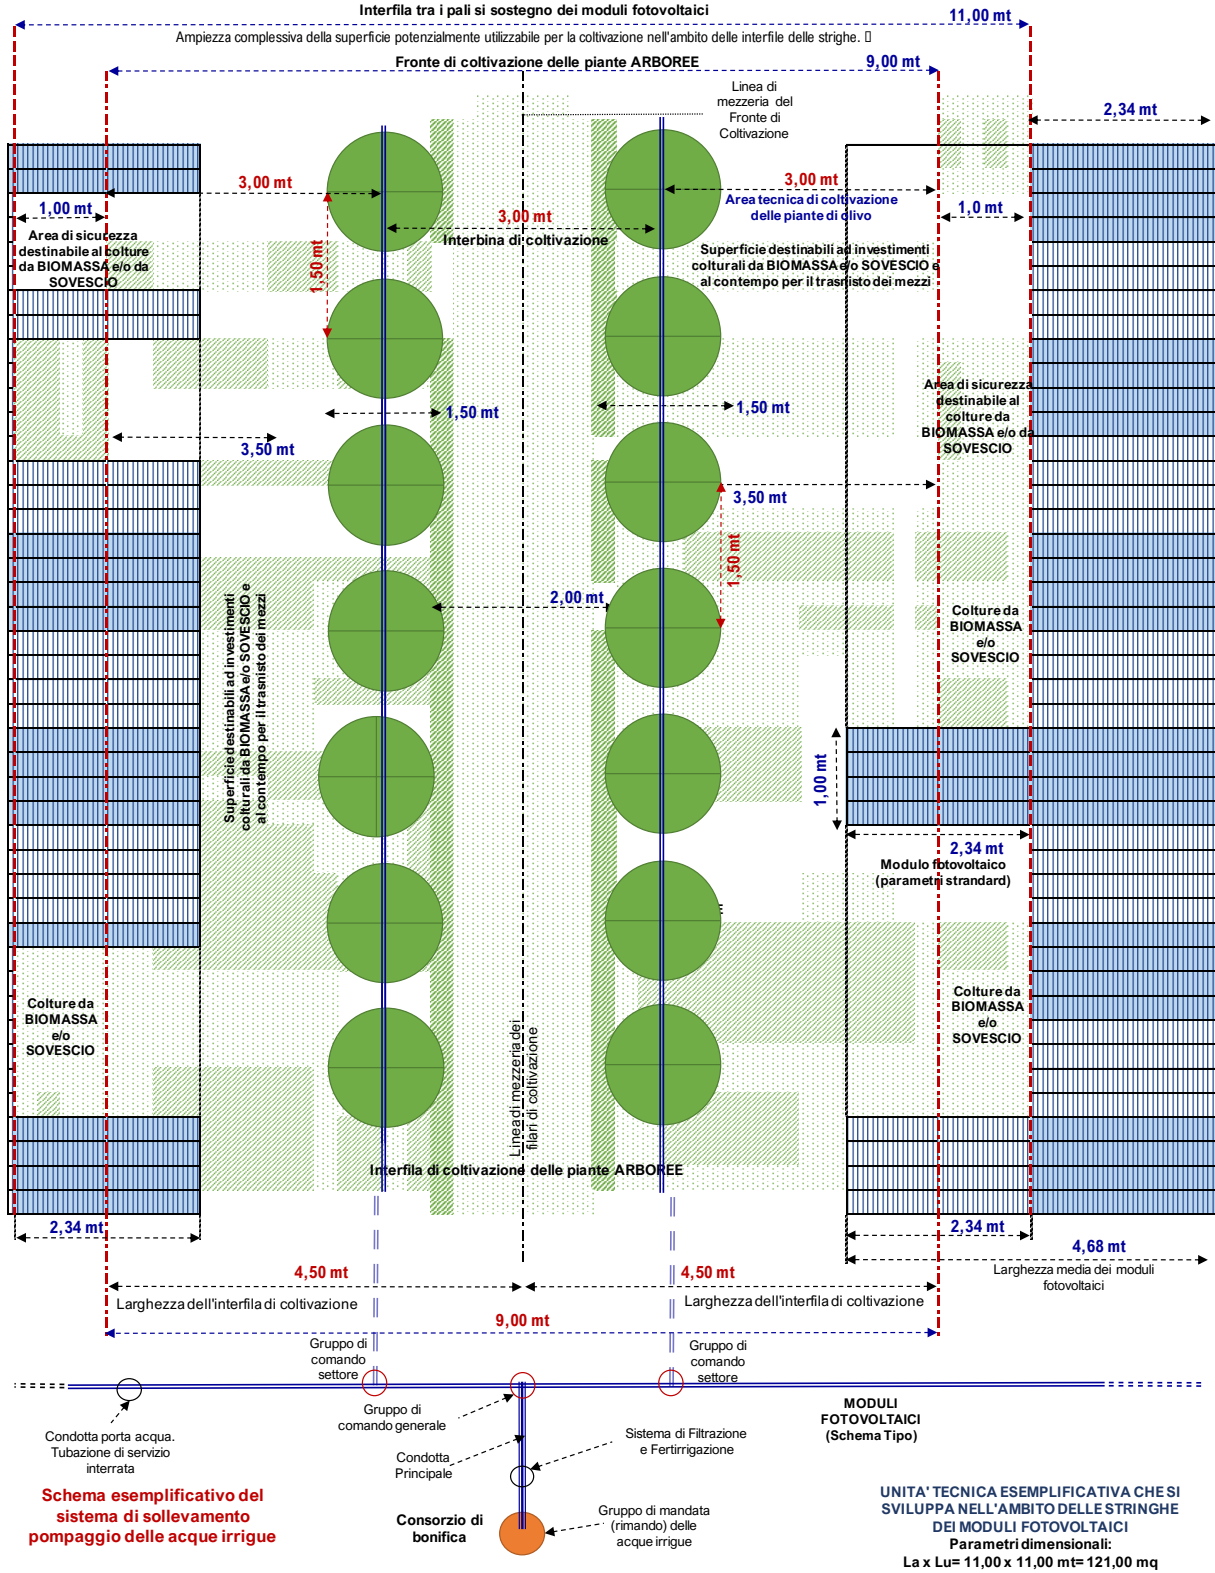 Interfila tra i pali si sostegno dei moduli fotovoltaici
11,00 mt
Ampiezza complessiva della superficie potenzialmente utilizzabile per la coltivazione nell'ambito delle interfile delle strighe.
Fronte di coltivazione delle piante ARBOREE
9,00 mt
Linea di
mezzeria del
Fronte di
Coltivazione
2,34 mt
3,00 mt
3,00 mt
1,00 mt
Area tecnica di coltivazione
delle piante di olivo
1,0 mt
3,00 mt
Interbina di coltivazione
Area di sicurezza
destinabile al colture
da BIOMASSA e/o da
SOVESCIO
1,50 mt
Superficie destinabili ad investimenti
colturali da BIOMASSA e/o SOVESCIO e
al contempo per il trasnisto dei mezzi
Area di sicurezza
destinabile al
colture da
BIOMASSA e/o da
SOVESCIO
1,50 mt
1,50 mt
3,50 mt
3,50 mt
1,50 mt
2,00 mt
Superficie destinabili ad investimenti
colturali da BIOMASSA e/o SOVESCIO e
al contempo per il trasnisto dei mezzi
Colture da
BIOMASSA
e/o
SOVESCIO
1,00 mt
2,34 mt
Modulo fotovoltaico
(parametri strandard)
Colture da
BIOMASSA
e/o
SOVESCIO
Colture da
BIOMASSA
e/o
SOVESCIO
Linea di mezzeria dei
filari di coltivazione
Interfila di coltivazione delle piante ARBOREE
2,34 mt
2,34 mt
4,68 mt
Larghezza media dei moduli
fotovoltaici
4,50 mt
4,50 mt
Larghezza dell'interfila di coltivazione
Larghezza dell'interfila di coltivazione
9,00 mt
Gruppo di
comando
settore
Gruppo di
comando
settore
Gruppo di
comando generale
MODULI
FOTOVOLTAICI
(Schema Tipo)
Condotta porta acqua.
Tubazione di servizio
interrata
Sistema di Filtrazione
e Fertirrigazione
Condotta
Principale
Schema esemplificativo del
sistema di sollevamento
pompaggio delle acque irrigue
Consorzio di
bonifica
Gruppo di mandata
(rimando) delle
acque irrigue
UNITA' TECNICA ESEMPLIFICATIVA CHE SI
SVILUPPA NELL'AMBITO DELLE STRINGHE
DEI MODULI FOTOVOLTAICI
Parametri dimensionali:
La x Lu= 11,00 x 11,00 mt= 121,00 mq